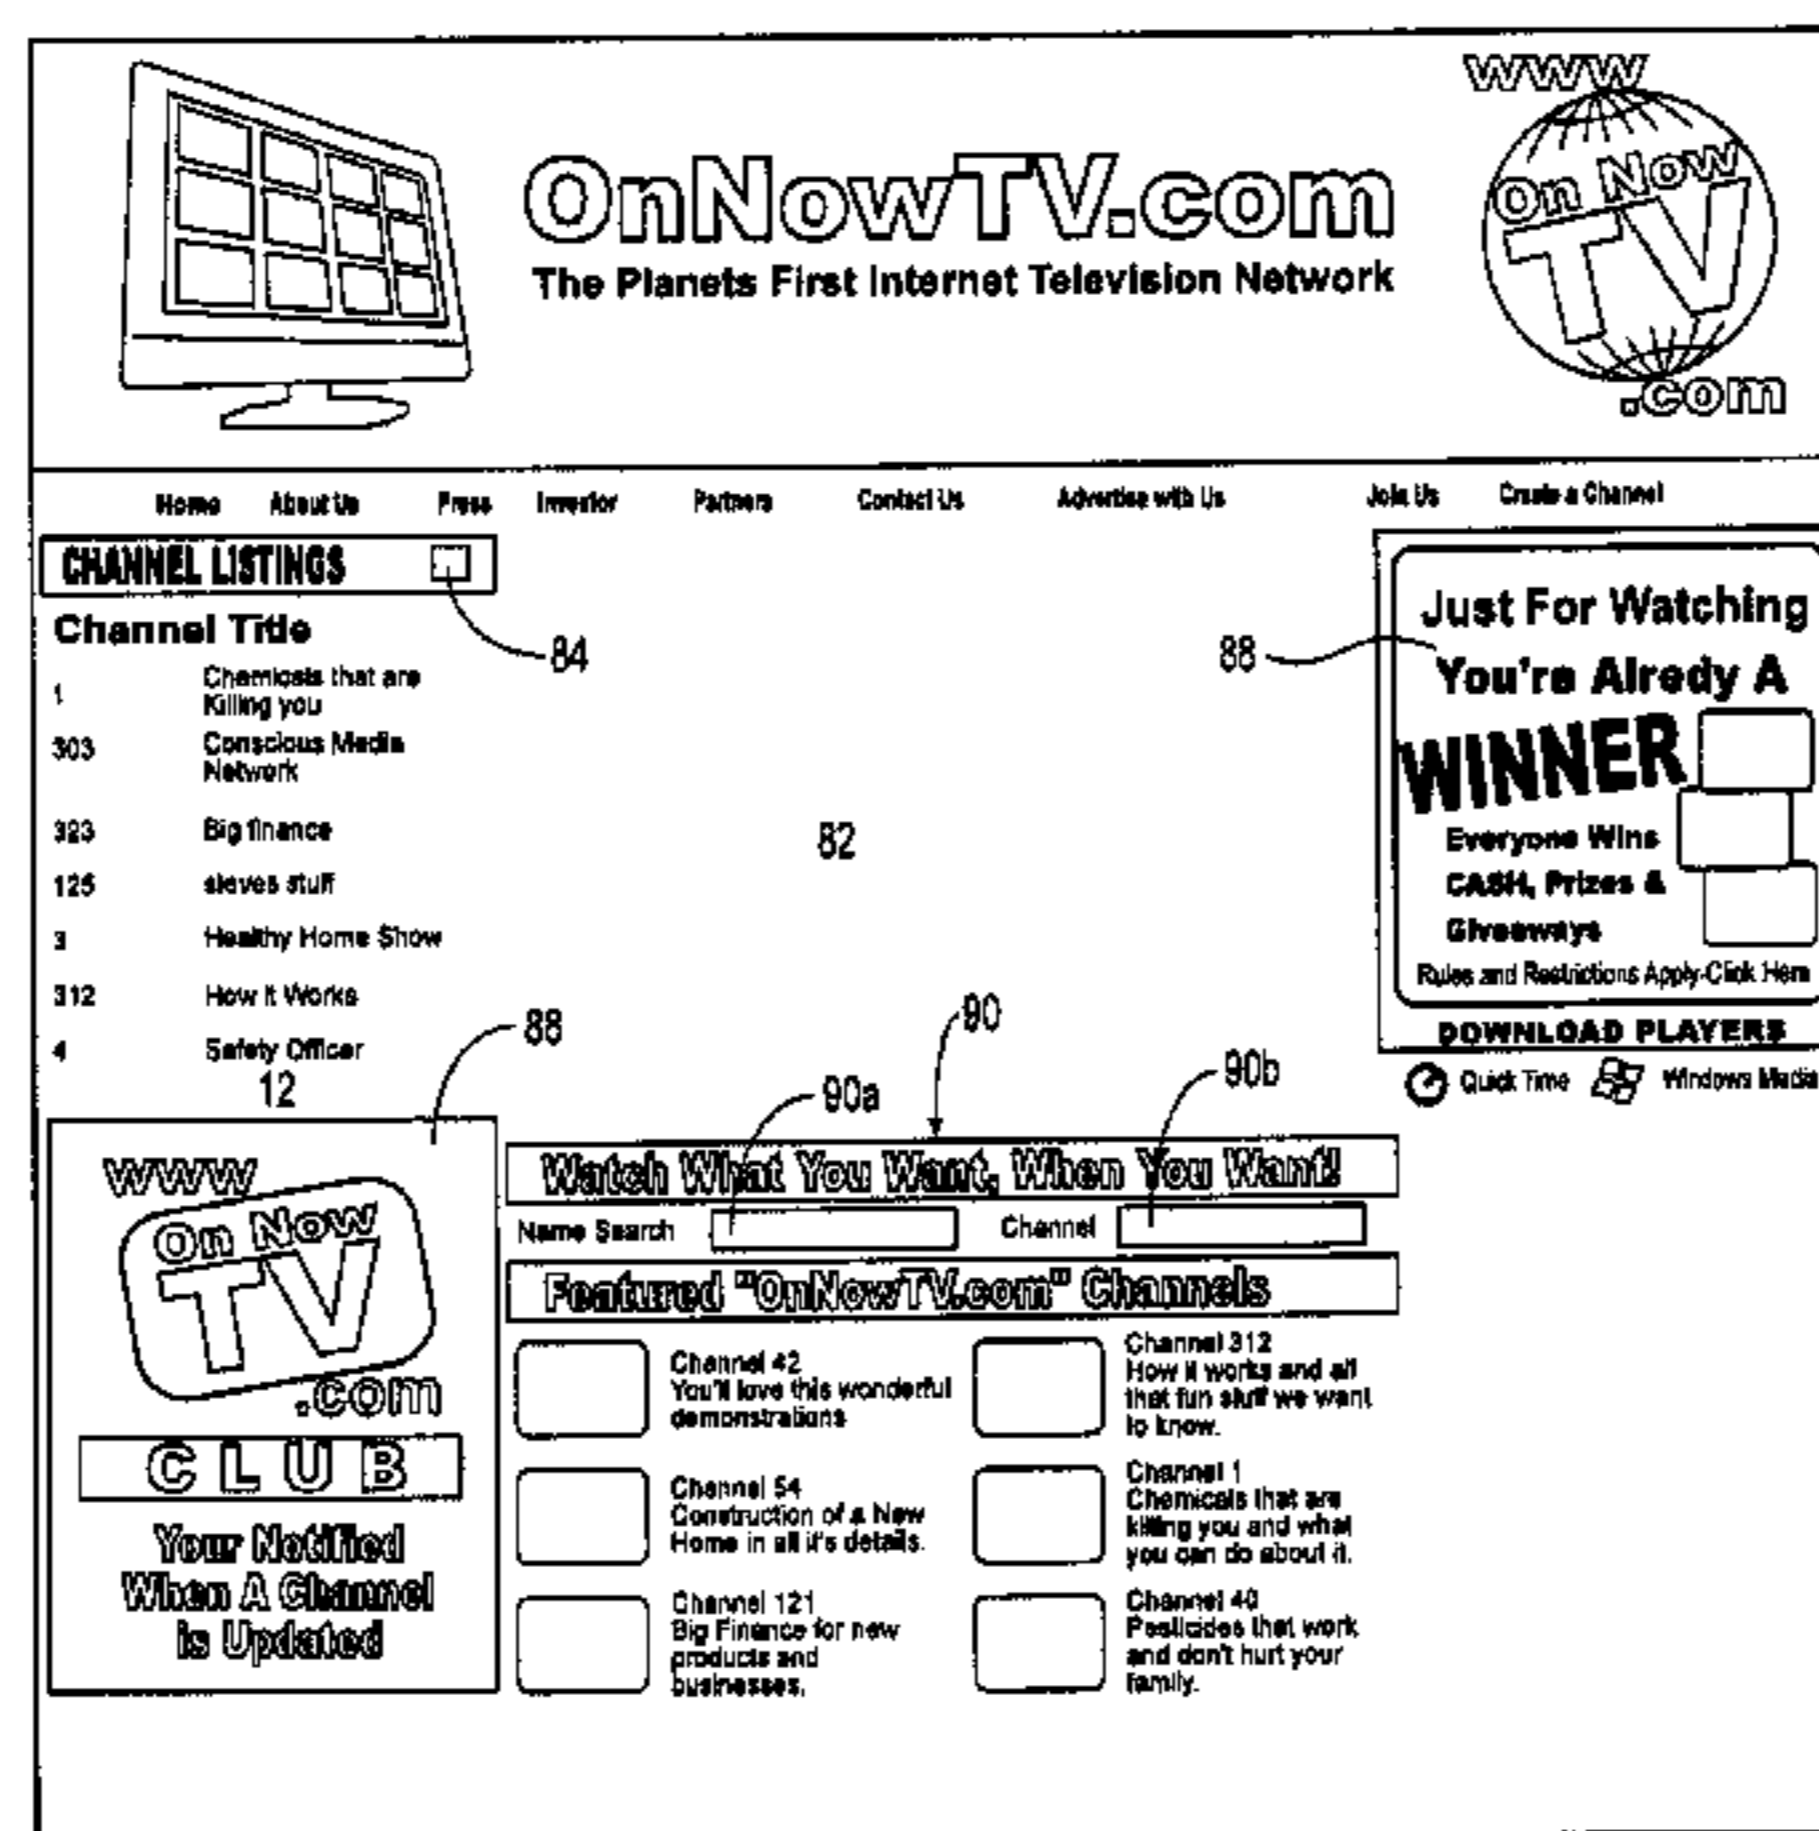 www
On Now
TV
.com
OnNowTV.com
The Planets First Internet Television Network
Home About Us Press Investor Partners Contact Us Advertise with Us Join Us Create a Channel
CHANNEL LISTINGS
84
Channel Title
1 Chemicals that are
Killing you
303 Conscious Media
Network
323 Big finance
125 steves stuff
3 Healthy Home Show
312 How it Works
4 Safety Officer
12
82
88
Just For Watching
You're Alredy A
WINNER
Everyone Wins
CASH, Prizes &
Giveaways
Rules and Restrictions Apply-Click Here
DOWNLOAD PLAYERS
Quick Time Windows Media
88
90
90a
90b
www
On Now
TV
.com
CLUB
Your Notified
When A Channel
is Updated
Watch What You Want, When You Want!
Name Search Channel
Featured "OnNowTV.com" Channels
Channel 42
You'll love this wonderful
demonstrations
Channel 54
Construction of a New
Home in all it's details.
Channel 121
Big Finance for new
products and
businesses.
Channel 312
How it works and all
that fun stuff we want
to know.
Channel 1
Chemicals that are
killing you and what
you can do about it.
Channel 40
Pesticides that work
and don't hurt your
family.